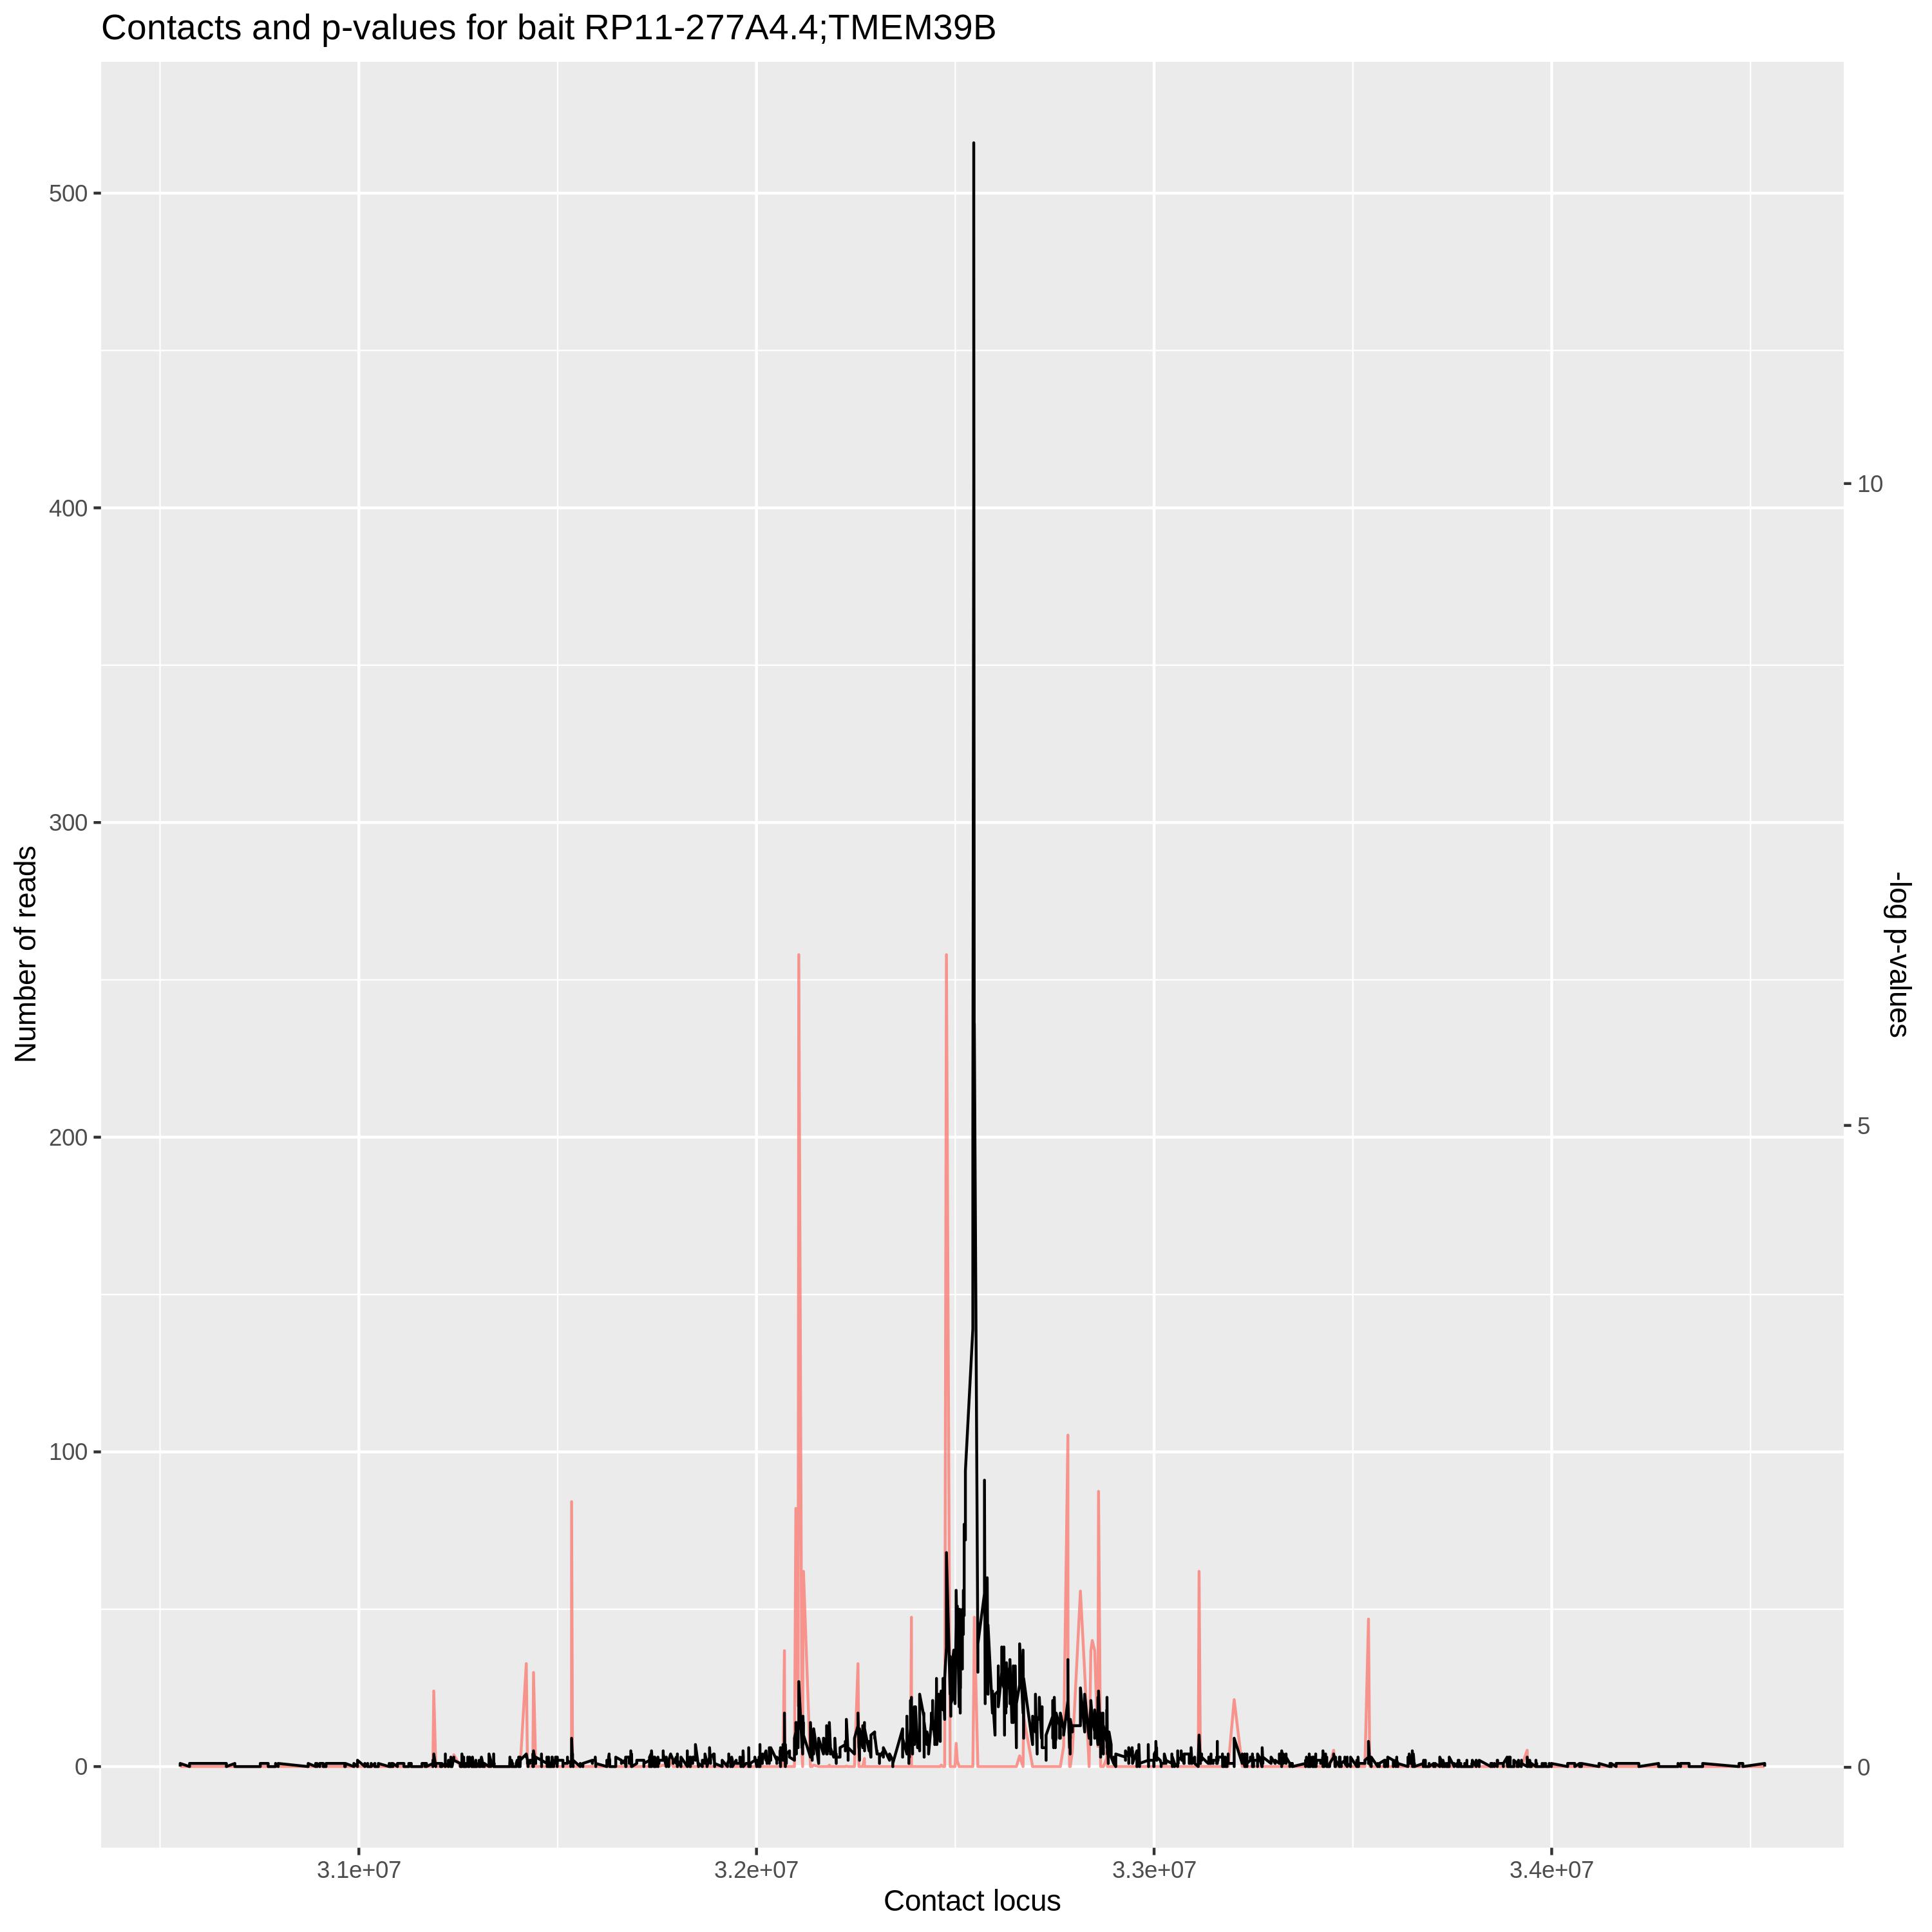 Contacts and p-values for bait RP11-277A4.4;TMEM39B
500
400
300
200
100
0
Number of reads
10
5
0
-log p-values
3.1e+07
3.2e+07
3.3e+07
3.4e+07
Contact locus